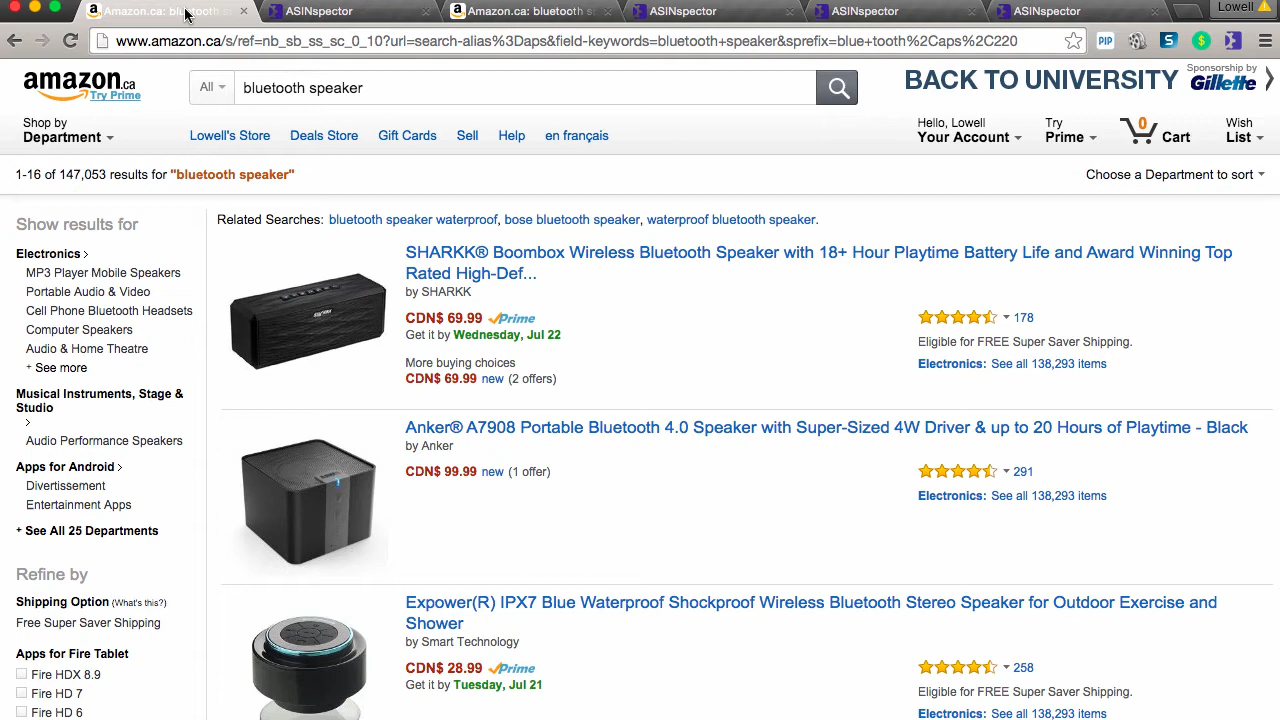 Amazon.ca: bluetooth s
ASINspector
Amazon.ca: bluetooth s
ASINspector
ASINspector
ASINspector
Lowell
www.amazon.ca/s/ref=nb_sb_ss_sc_0_10?url=search-alias%3Daps&field-keywords=bluetooth+speaker&sprefix=blue+tooth%2Caps%2C220
PIP
S
$
amazon.ca
Try Prime
All
bluetooth speaker
BACK TO UNIVERSITY
Sponsorship by
Gillette
Shop by
Department
Lowell's Store
Deals Store
Gift Cards
Sell
Help
en français
Hello, Lowell
Your Account
Try
Prime
0
Cart
Wish
List
1-16 of 147,053 results for "bluetooth speaker"
Choose a Department to sort
Show results for
Electronics
MP3 Player Mobile Speakers
Portable Audio & Video
Cell Phone Bluetooth Headsets
Computer Speakers
Audio & Home Theatre
+ See more
Musical Instruments, Stage &
Studio
Audio Performance Speakers
Apps for Android
Divertissement
Entertainment Apps
+ See All 25 Departments
Refine by
Shipping Option (What's this?)
Free Super Saver Shipping
Apps for Fire Tablet
Fire HDX 8.9
Fire HD 7
Fire HD 6
Related Searches: bluetooth speaker waterproof, bose bluetooth speaker, waterproof bluetooth speaker.
SHARKK® Boombox Wireless Bluetooth Speaker with 18+ Hour Playtime Battery Life and Award Winning Top
Rated High-Def...
by SHARKK
CDN$ 69.99 Prime
Get it by Wednesday, Jul 22
More buying choices
CDN$ 69.99 new (2 offers)
178
Eligible for FREE Super Saver Shipping.
Electronics: See all 138,293 items
Anker® A7908 Portable Bluetooth 4.0 Speaker with Super-Sized 4W Driver & up to 20 Hours of Playtime - Black
by Anker
CDN$ 99.99 new (1 offer)
291
Electronics: See all 138,293 items
Expower(R) IPX7 Blue Waterproof Shockproof Wireless Bluetooth Stereo Speaker for Outdoor Exercise and
Shower
by Smart Technology
CDN$ 28.99 Prime
Get it by Tuesday, Jul 21
258
Eligible for FREE Super Saver Shipping.
Electronics: See all 138,293 items